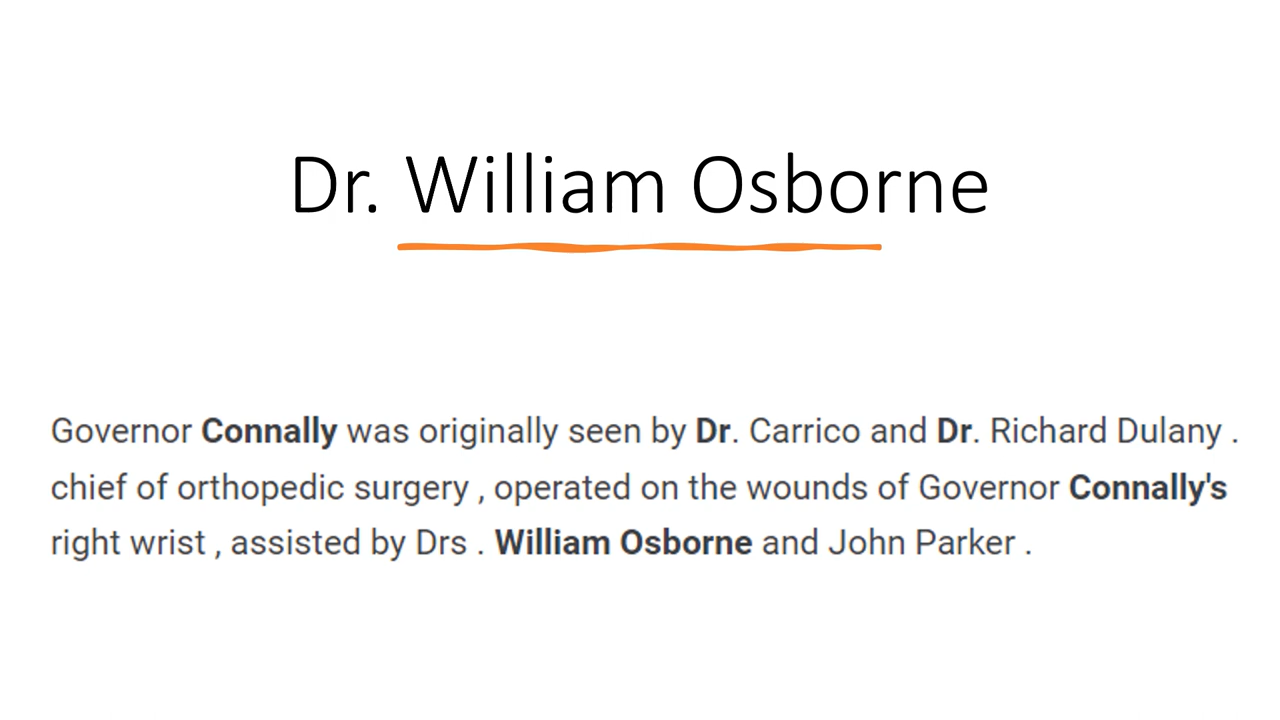 Dr. William Osborne
Governor Connally was originally seen by Dr. Carrico and Dr. Richard Dulany .
chief of orthopedic surgery , operated on the wounds of Governor Connally's
right wrist , assisted by Drs . William Osborne and John Parker .